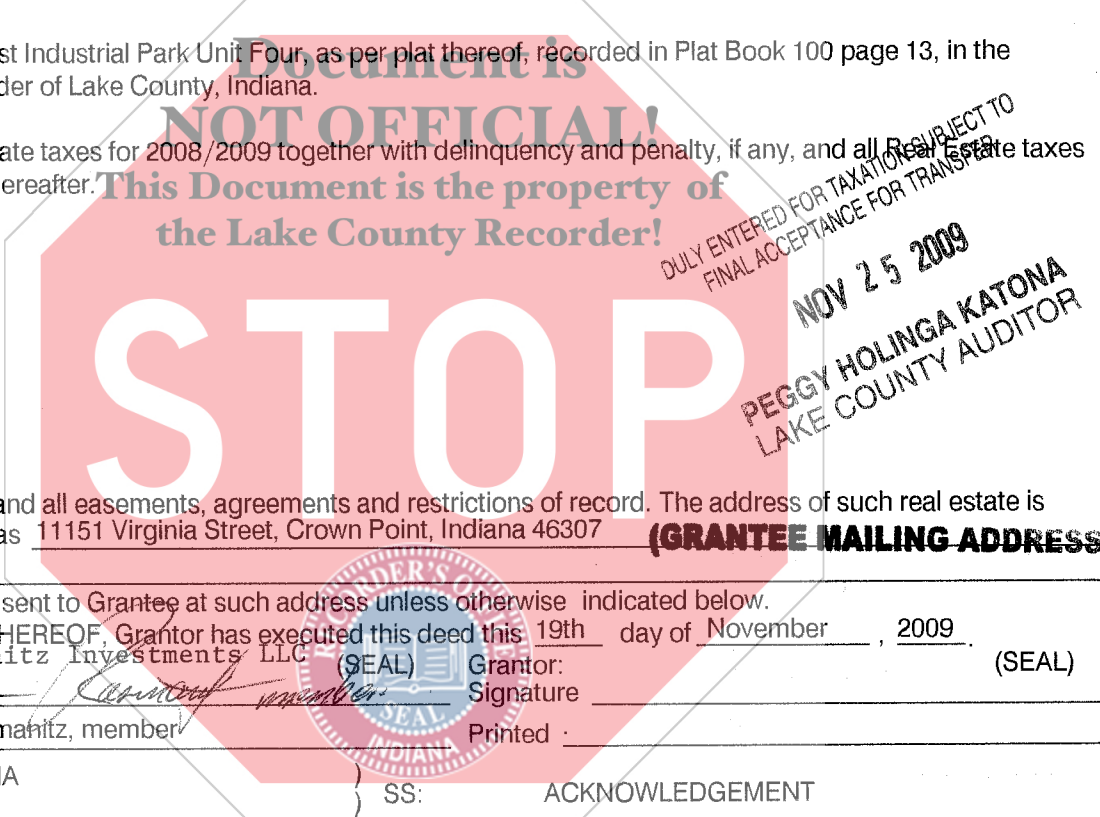 st Industrial Park Unit Four, as per plat thereof, recorded in Plat Book 100 page 13, in the
Document is
der of Lake County, Indiana.
NOT OFFICIAL!
ate taxes for 2008/2009 together with delinquency and penalty, if any, and all Real Estate taxes
ereafter.
This Document is the property of
the Lake County Recorder!
DULY ENTERED FOR TAXATION SUBJECT TO
FINAL ACCEPTANCE FOR TRANSFER
NOV 25 2009
PEGGY HOLINGA KATONA
LAKE COUNTY AUDITOR
STOP
and all easements, agreements and restrictions of record. The address of such real estate is
as 11151 Virginia Street, Crown Point, Indiana 46307 (GRANTEE MAILING ADDRESS
sent to Grantee at such address unless otherwise indicated below.
HEREOF, Grantor has executed this deed this 19th day of November, 2009.
itz Investments LLC (SEAL) Grantor: (SEAL)
member Signature
mahitz, member Printed
IA
) SS: ACKNOWLEDGEMENT
)
RECORDER'S OFFICE
SEAL
INDIANA